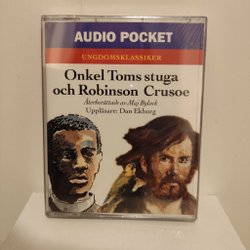 AUDIO POCKET
UNGDOMSKLASSIKER
Onkel Toms stuga
och Robinson Crusoe
Återberättade av Maj Bylock
Uppläsare: Dan Ekborg